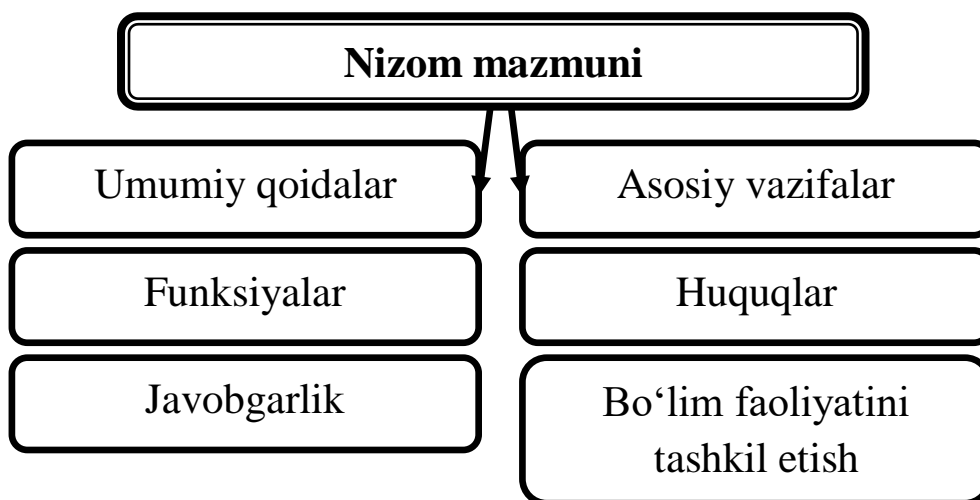 Nizom mazmuni
Umumiy qoidalar
Asosiy vazifalar
Funksiyalar
Huquqlar
Javobgarlik
Bo‘lim faoliyatini
tashkil etish